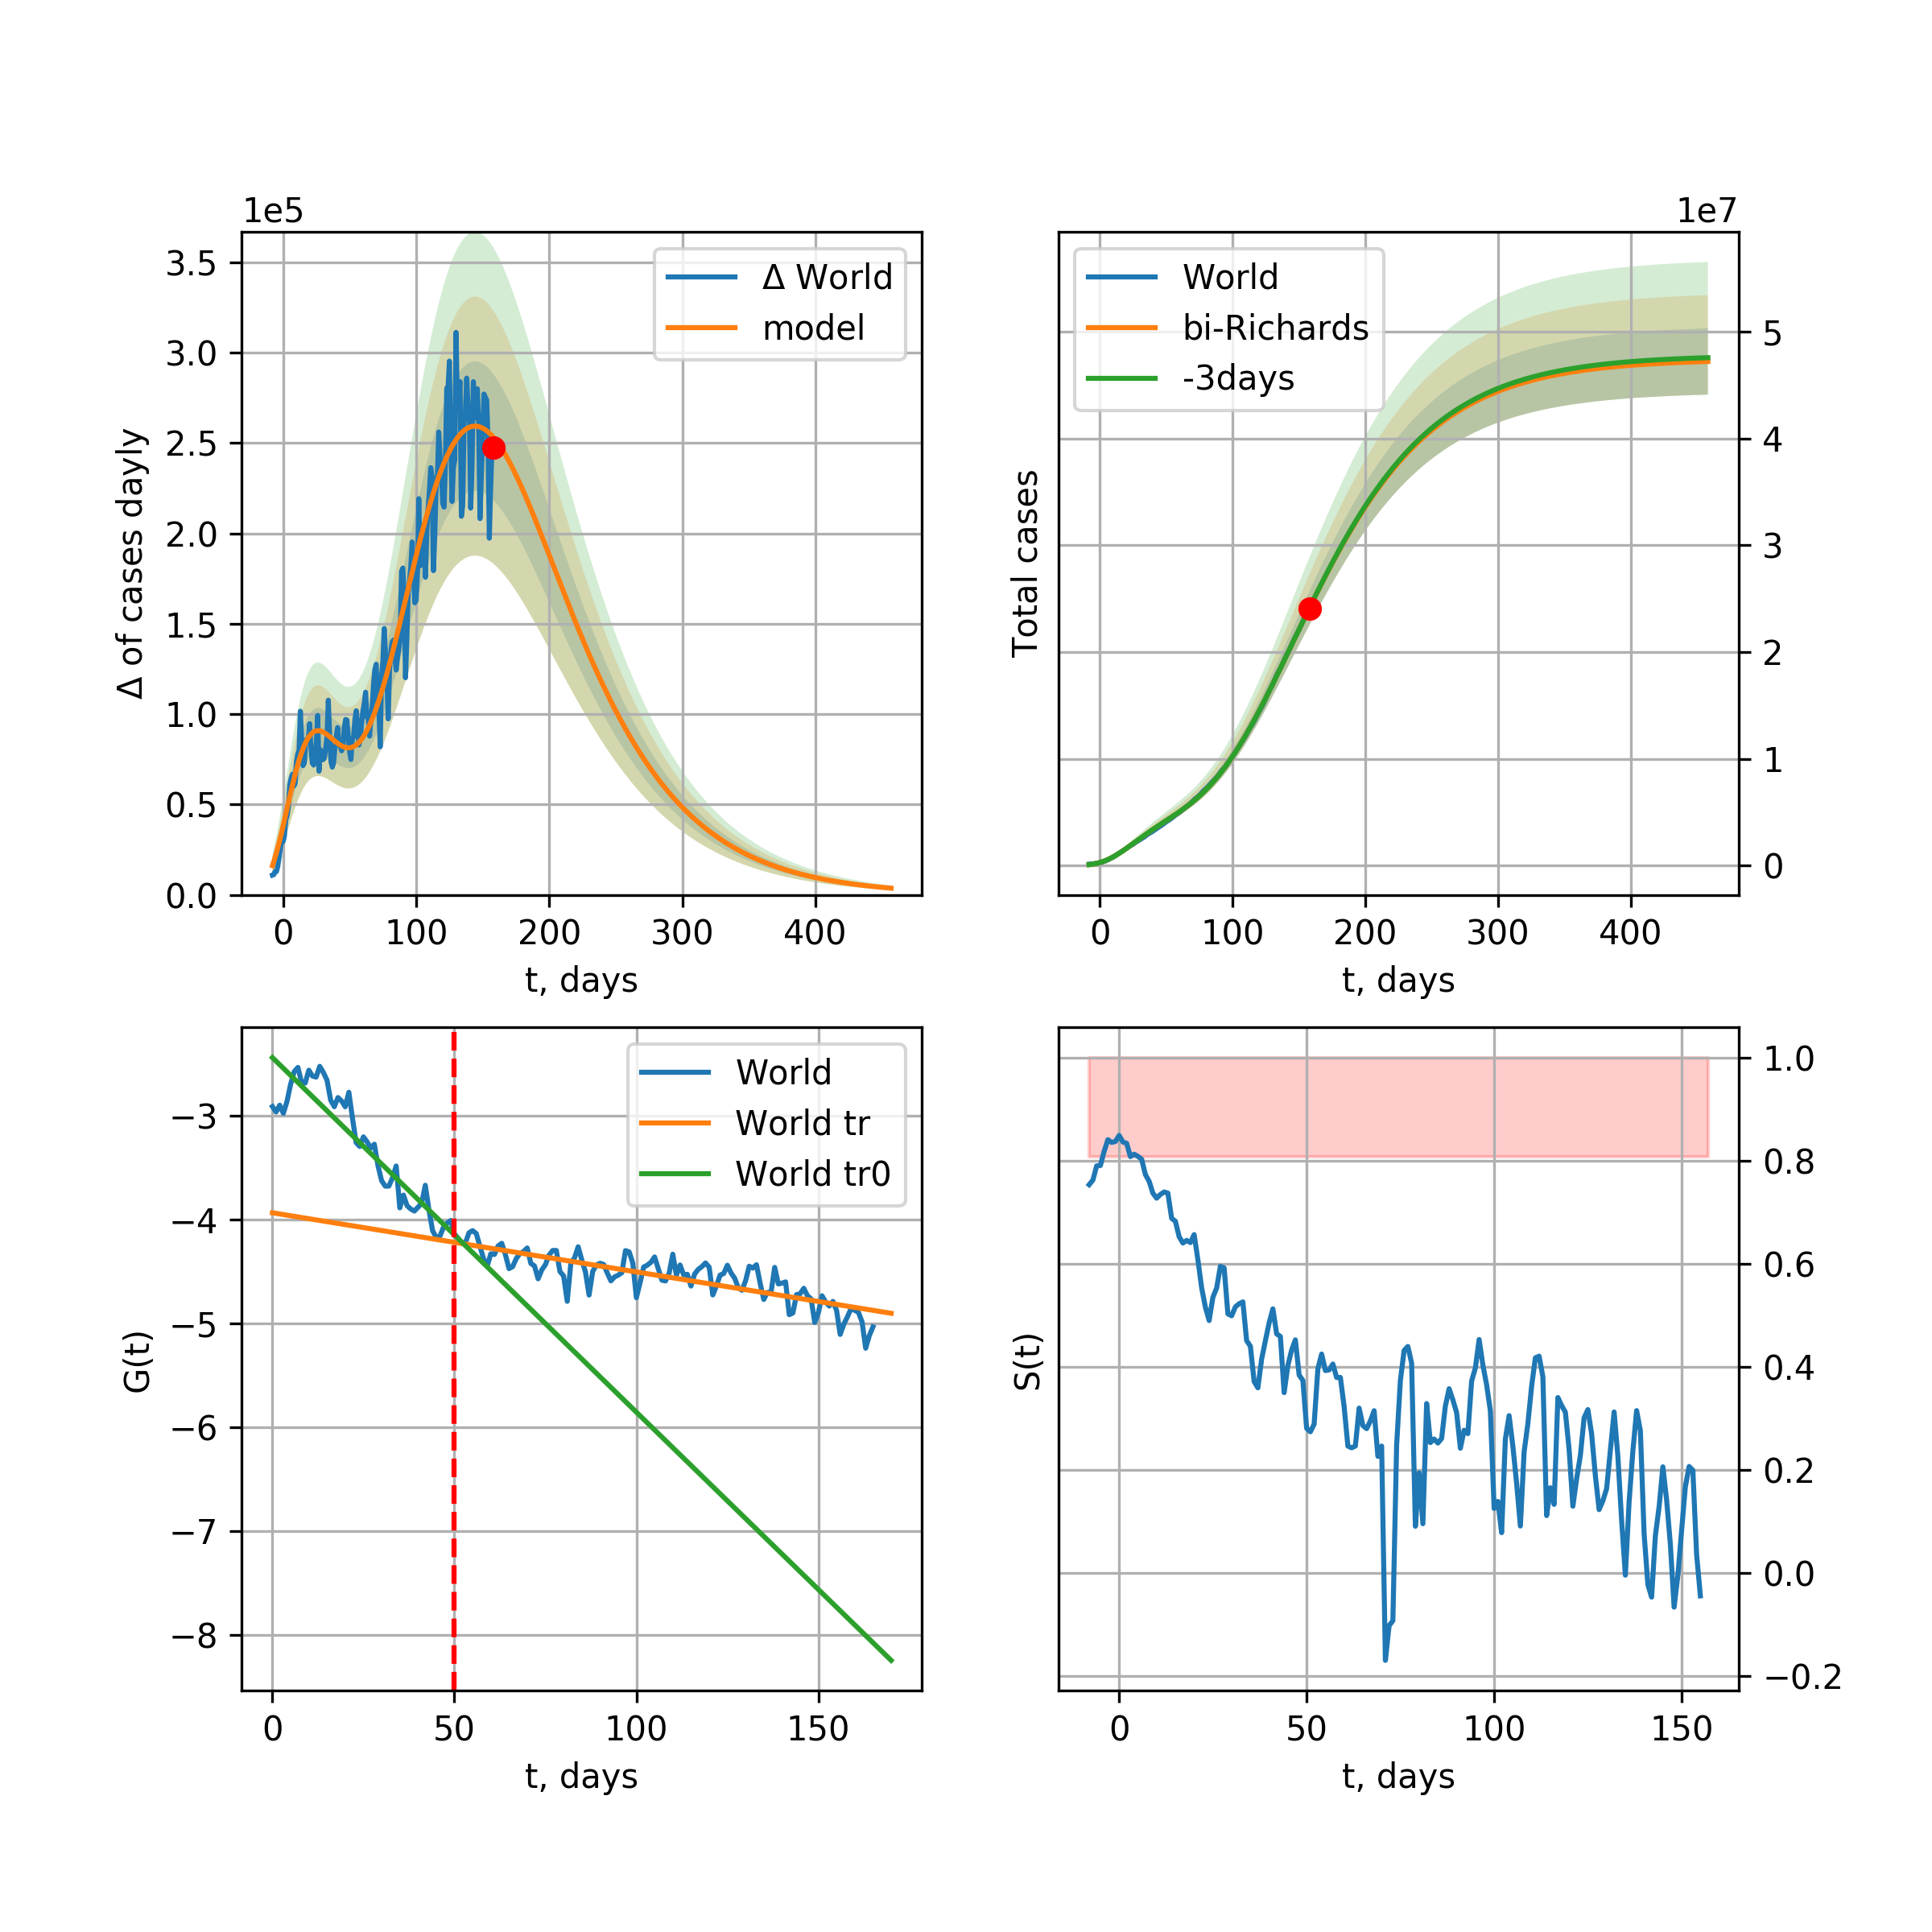 1e5
3.5
3.0
2.5
2.0
1.5
1.0
0.5
0.0
Δ of cases dayly
Δ World
model
0 100 200 300 400
t, days
1e7
World
bi-Richards
-3days
Total cases
5
4
3
2
1
0
0 100 200 300 400
t, days
−3
−4
−5
−6
−7
−8
G(t)
World
World tr
World tr0
0 50 100 150
t, days
S(t)
1.0
0.8
0.6
0.4
0.2
0.0
−0.2
0 50 100 150
t, days